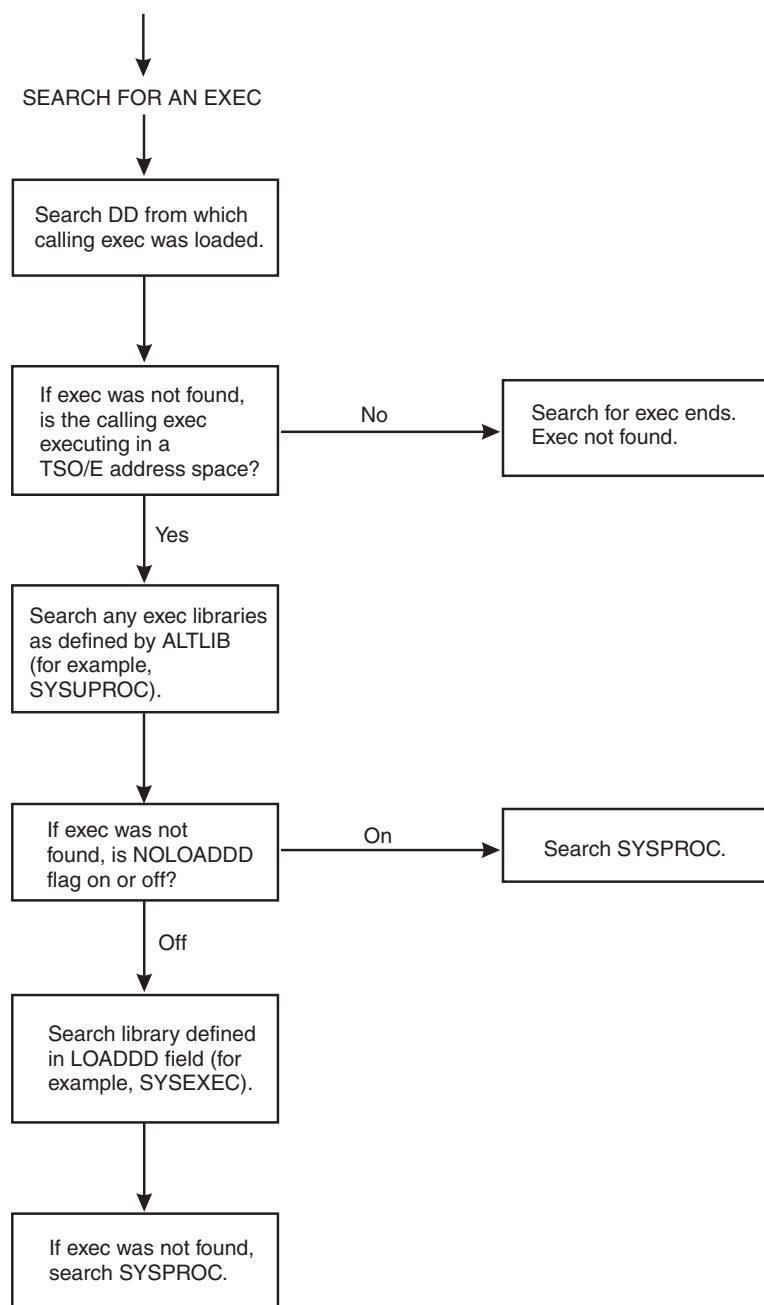 SEARCH FOR AN EXEC
Search DD from which
calling exec was loaded.
If exec was not found,
is the calling exec
executing in a
TSO/E address space?
No
Search for exec ends.
Exec not found.
Yes
Search any exec libraries
as defined by ALTLIB
(for example,
SYSUPROC).
If exec was not
found, is NOLOADDD
flag on or off?
On
Search SYSPROC.
Off
Search library defined
in LOADDD field (for
example, SYSEXEC).
If exec was not found,
search SYSPROC.